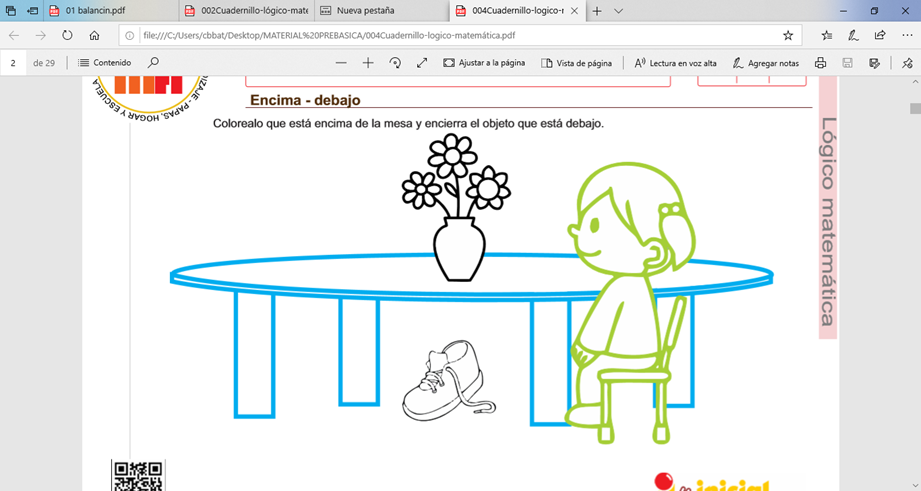 01 balancin.pdf
002Cuadernillo-lógico-mate
Nueva pestaña
004Cuadernillo-logico-m
file:///C:/Users/cbbat/Desktop/MATERIAL%20PREBASICA/004Cuadernillo-logico-matemática.pdf
2
de 29
Contenido
Ajustar a la página
Vista de página
Lectura en voz alta
Agregar notas
DIZAJE - PAPAS, HOGAR Y ESCUELA
Encima - debajo
Colorealo que está encima de la mesa y encierra el objeto que está debajo.
Lógico matemática
inicial